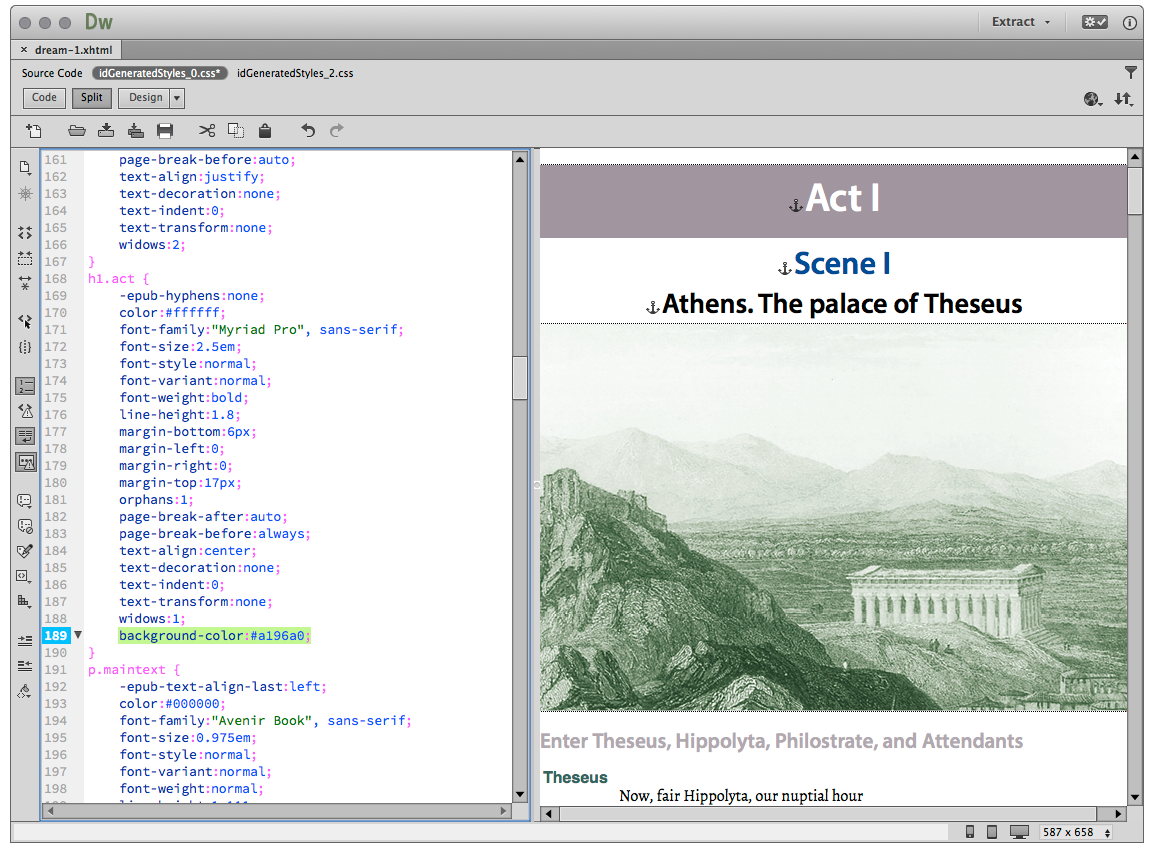 Dw
Extract
× dream-1.xhtml
Source Code idGeneratedStyles_0.css* idGeneratedStyles_2.css
Code Split Design
161 page-break-before:auto;
162 text-align:justify;
163 text-decoration:none;
164 text-indent:0;
165 text-transform:none;
166 widows:2;
167 }
168 h1.act {
169 -epub-hyphens:none;
170 color:#ffffff;
171 font-family:"Myriad Pro", sans-serif;
172 font-size:2.5em;
173 font-style:normal;
174 font-variant:normal;
175 font-weight:bold;
176 line-height:1.8;
177 margin-bottom:6px;
178 margin-left:0;
179 margin-right:0;
180 margin-top:17px;
181 orphans:1;
182 page-break-after:auto;
183 page-break-before:always;
184 text-align:center;
185 text-decoration:none;
186 text-indent:0;
187 text-transform:none;
188 widows:1;
189 background-color:#a196a0;
190 }
191 p.maintext {
192 -epub-text-align-last:left;
193 color:#000000;
194 font-family:"Avenir Book", sans-serif;
195 font-size:0.975em;
196 font-style:normal;
197 font-variant:normal;
198 font-weight:normal;
Act I
Scene I
Athens. The palace of Theseus
Enter Theseus, Hippolyta, Philostrate, and Attendants
Theseus
Now, fair Hippolyta, our nuptial hour
587 x 658